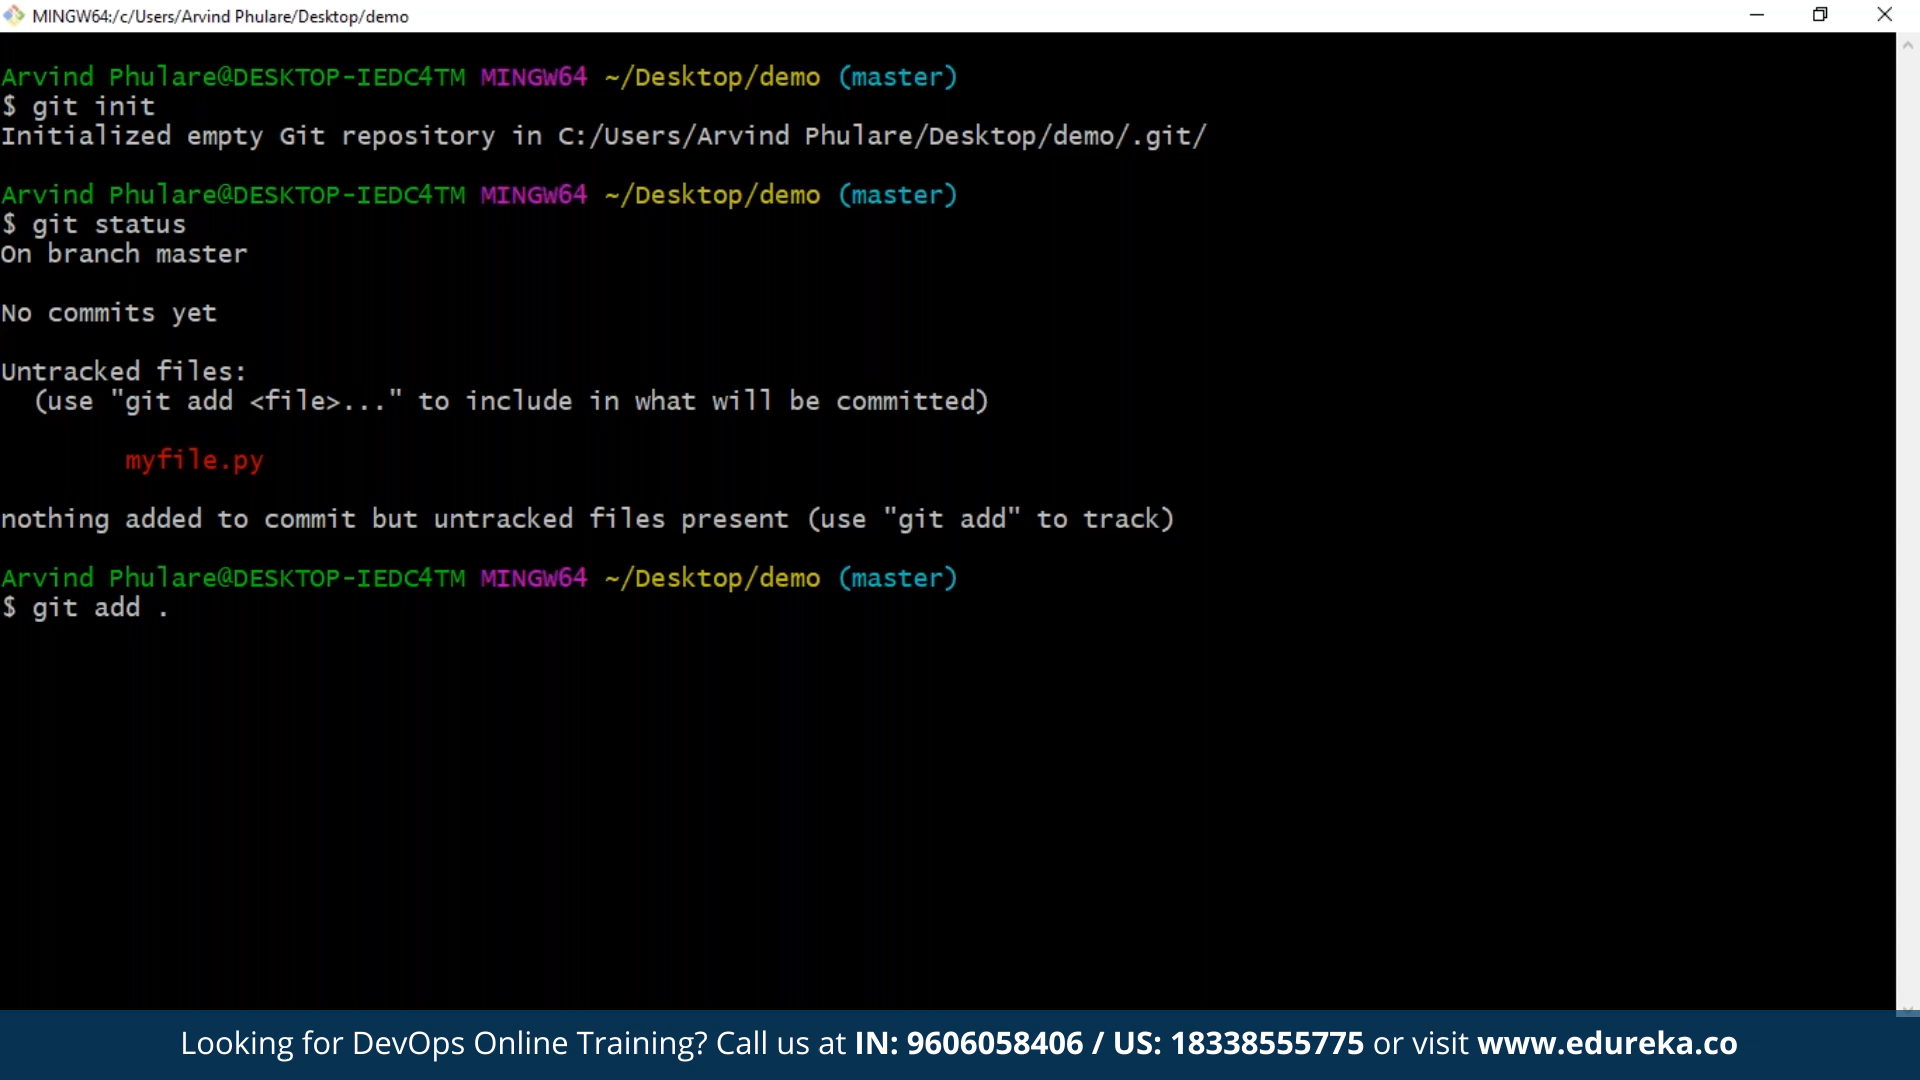 MINGW64:/c/Users/Arvind Phulare/Desktop/demo
Arvind Phulare@DESKTOP-IEDC4TM MINGW64 ~/Desktop/demo (master)
$ git init
Initialized empty Git repository in C:/Users/Arvind Phulare/Desktop/demo/.git/
Arvind Phulare@DESKTOP-IEDC4TM MINGW64 ~/Desktop/demo (master)
$ git status
On branch master
No commits yet
Untracked files:
  (use "git add <file>..." to include in what will be committed)
        myfile.py
nothing added to commit but untracked files present (use "git add" to track)
Arvind Phulare@DESKTOP-IEDC4TM MINGW64 ~/Desktop/demo (master)
$ git add .
Looking for DevOps Online Training? Call us at IN: 9606058406 / US: 18338555775 or visit www.edureka.co